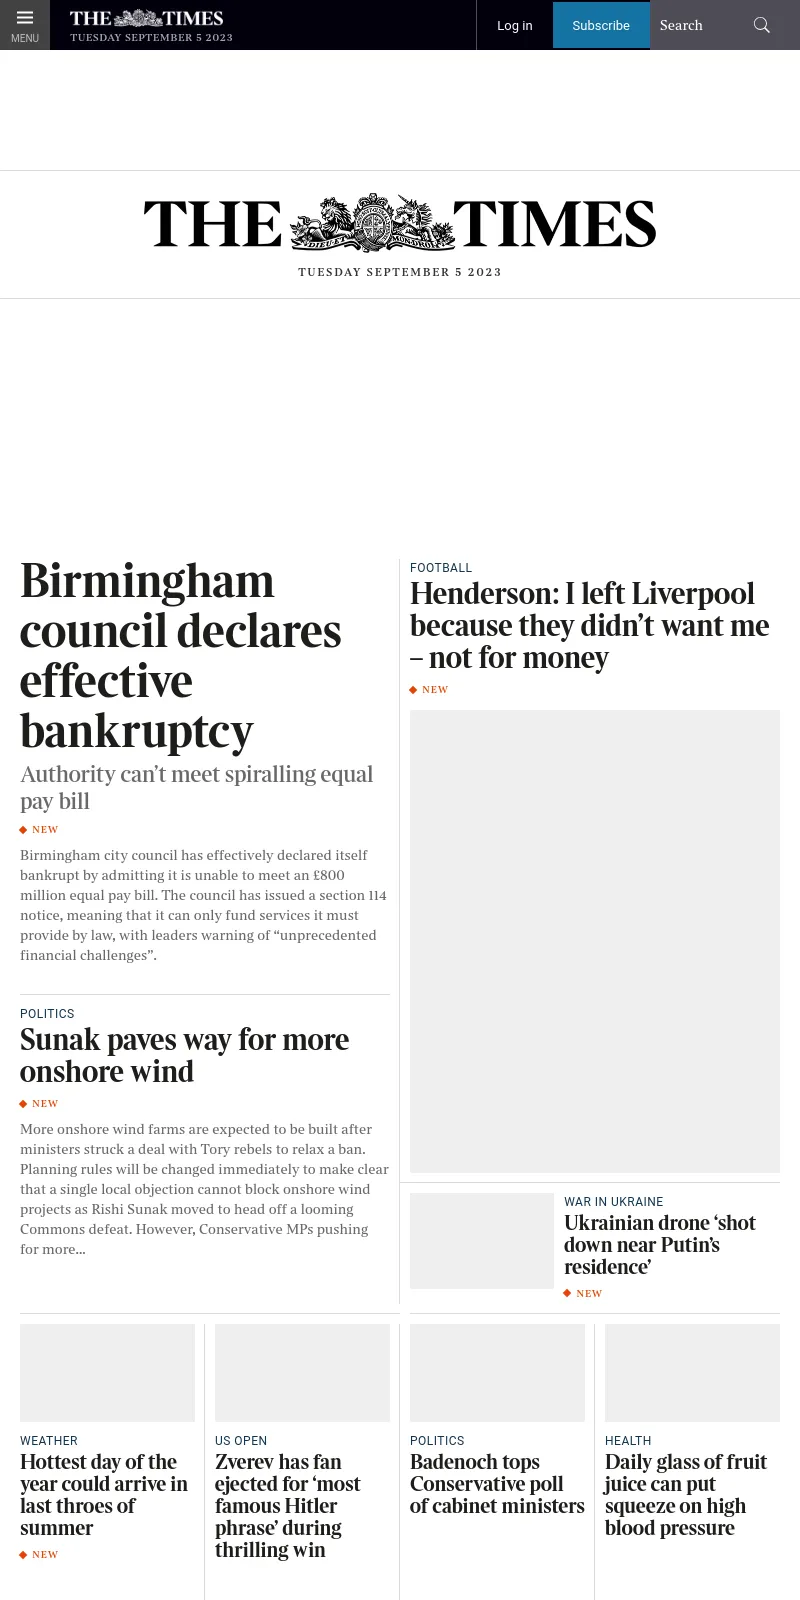 MENU
THE TIMES
TUESDAY SEPTEMBER 5 2023
Log in
Subscribe
Search
THE TIMES
DIEU ET MON DROIT
TUESDAY SEPTEMBER 5 2023
Birmingham
council declares
effective
bankruptcy
Authority can’t meet spiralling equal
pay bill
NEW
Birmingham city council has effectively declared itself
bankrupt by admitting it is unable to meet an £800
million equal pay bill. The council has issued a section 114
notice, meaning that it can only fund services it must
provide by law, with leaders warning of “unprecedented
financial challenges”.
POLITICS
Sunak paves way for more
onshore wind
NEW
More onshore wind farms are expected to be built after
ministers struck a deal with Tory rebels to relax a ban.
Planning rules will be changed immediately to make clear
that a single local objection cannot block onshore wind
projects as Rishi Sunak moved to head off a looming
Commons defeat. However, Conservative MPs pushing
for more...
FOOTBALL
Henderson: I left Liverpool
because they didn’t want me
– not for money
NEW
WAR IN UKRAINE
Ukrainian drone ‘shot
down near Putin’s
residence’
NEW
WEATHER
Hottest day of the
year could arrive in
last throes of
summer
NEW
US OPEN
Zverev has fan
ejected for ‘most
famous Hitler
phrase’ during
thrilling win
POLITICS
Badenoch tops
Conservative poll
of cabinet ministers
HEALTH
Daily glass of fruit
juice can put
squeeze on high
blood pressure